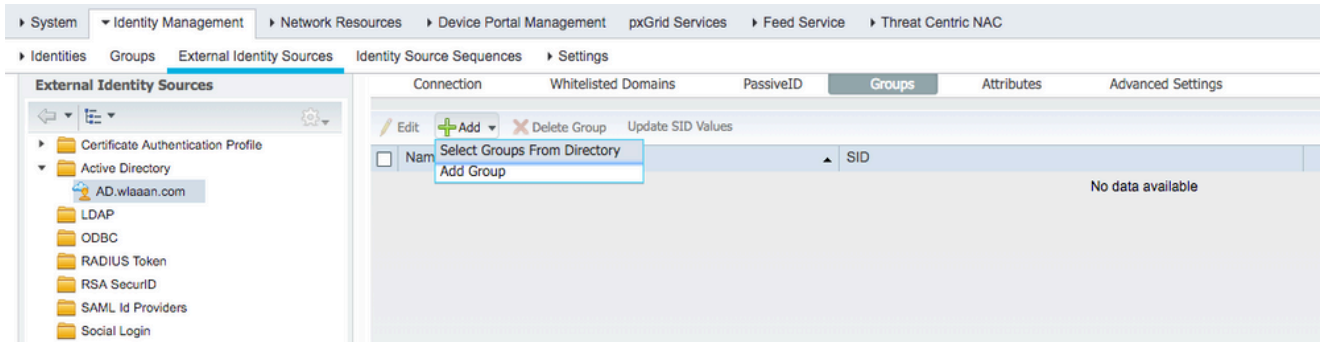 System Identity Management Network Resources Device Portal Management pxGrid Services Feed Service Threat Centric NAC
Identities Groups External Identity Sources Identity Source Sequences Settings
External Identity Sources
Certificate Authentication Profile
Active Directory
AD.wlaaan.com
LDAP
ODBC
RADIUS Token
RSA SecurID
SAML Id Providers
Social Login
Connection Whitelisted Domains PassiveID Groups Attributes Advanced Settings
Edit Add Delete Group Update SID Values
Select Groups From Directory
Add Group
Nam SID
No data available